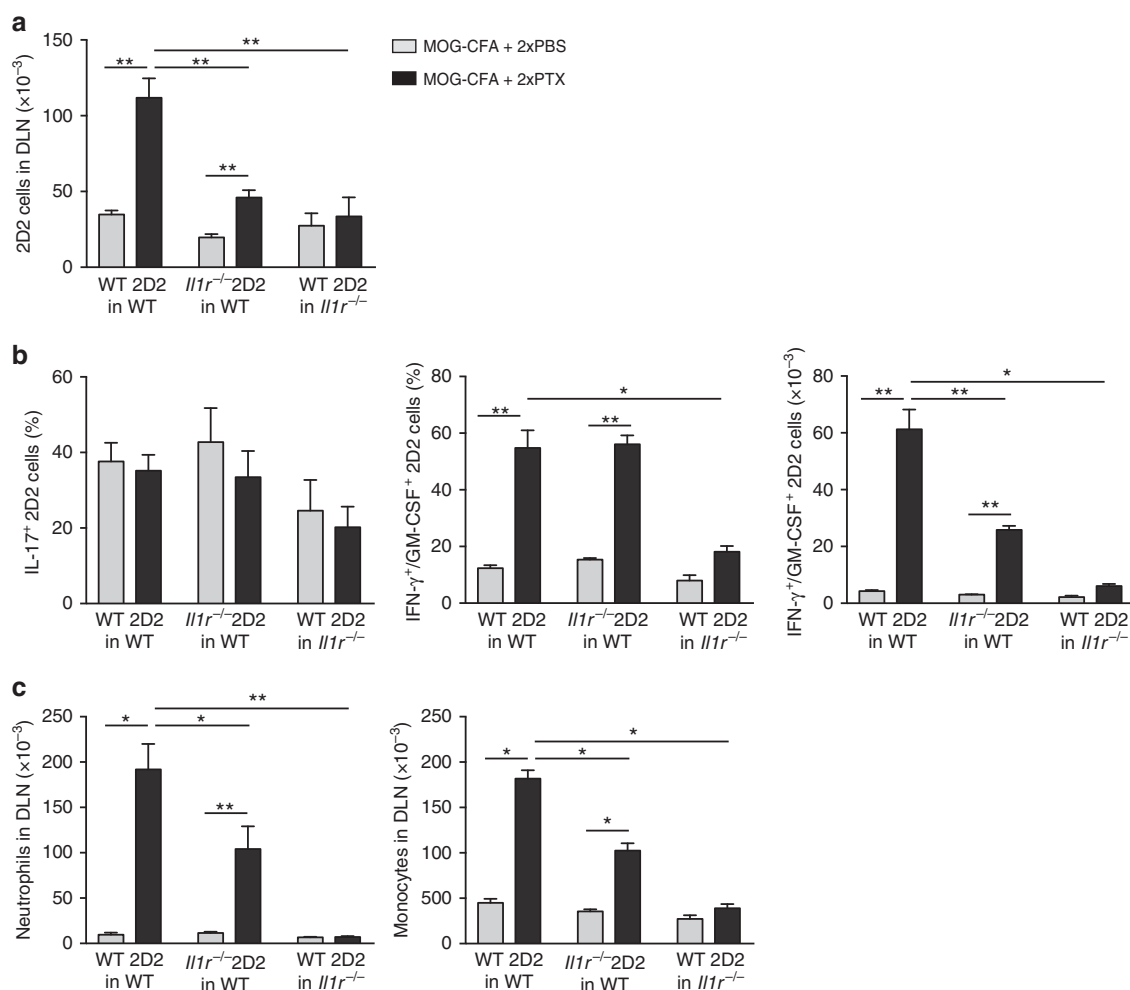 a
2D2 cells in DLN (×10⁻³)
150
100
50
0
**
**
**
**
MOG-CFA + 2xPBS
MOG-CFA + 2xPTX
WT 2D2 Il1r⁻/⁻2D2 WT 2D2
in WT in WT in Il1r⁻/⁻
b
IL-17⁺ 2D2 cells (%)
60
40
20
0
WT 2D2 Il1r⁻/⁻2D2 WT 2D2
in WT in WT in Il1r⁻/⁻
IFN-γ⁺/GM-CSF⁺ 2D2 cells (%)
80
60
40
20
0
*
**
**
WT 2D2 Il1r⁻/⁻2D2 WT 2D2
in WT in WT in Il1r⁻/⁻
IFN-γ⁺/GM-CSF⁺ 2D2 cells (×10⁻³)
80
60
40
20
0
*
**
**
**
WT 2D2 Il1r⁻/⁻2D2 WT 2D2
in WT in WT in Il1r⁻/⁻
c
Neutrophils in DLN (×10⁻³)
250
200
150
100
50
0
**
*
*
**
WT 2D2 Il1r⁻/⁻2D2 WT 2D2
in WT in WT in Il1r⁻/⁻
Monocytes in DLN (×10⁻³)
250
200
150
100
500
0
*
*
*
*
WT 2D2 Il1r⁻/⁻2D2 WT 2D2
in WT in WT in Il1r⁻/⁻